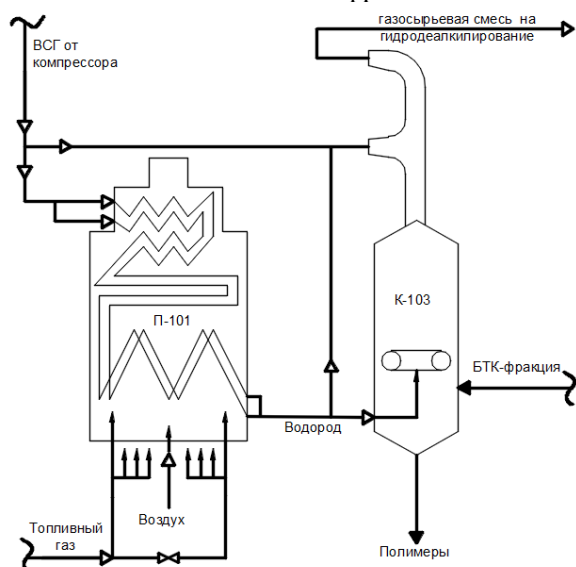 газосырьевая смесь на
гидродеалкилирование
ВСГ от
компрессора
К-103
П-101
БТК-фракция
Водород
Воздух
Топливный
газ
Полимеры